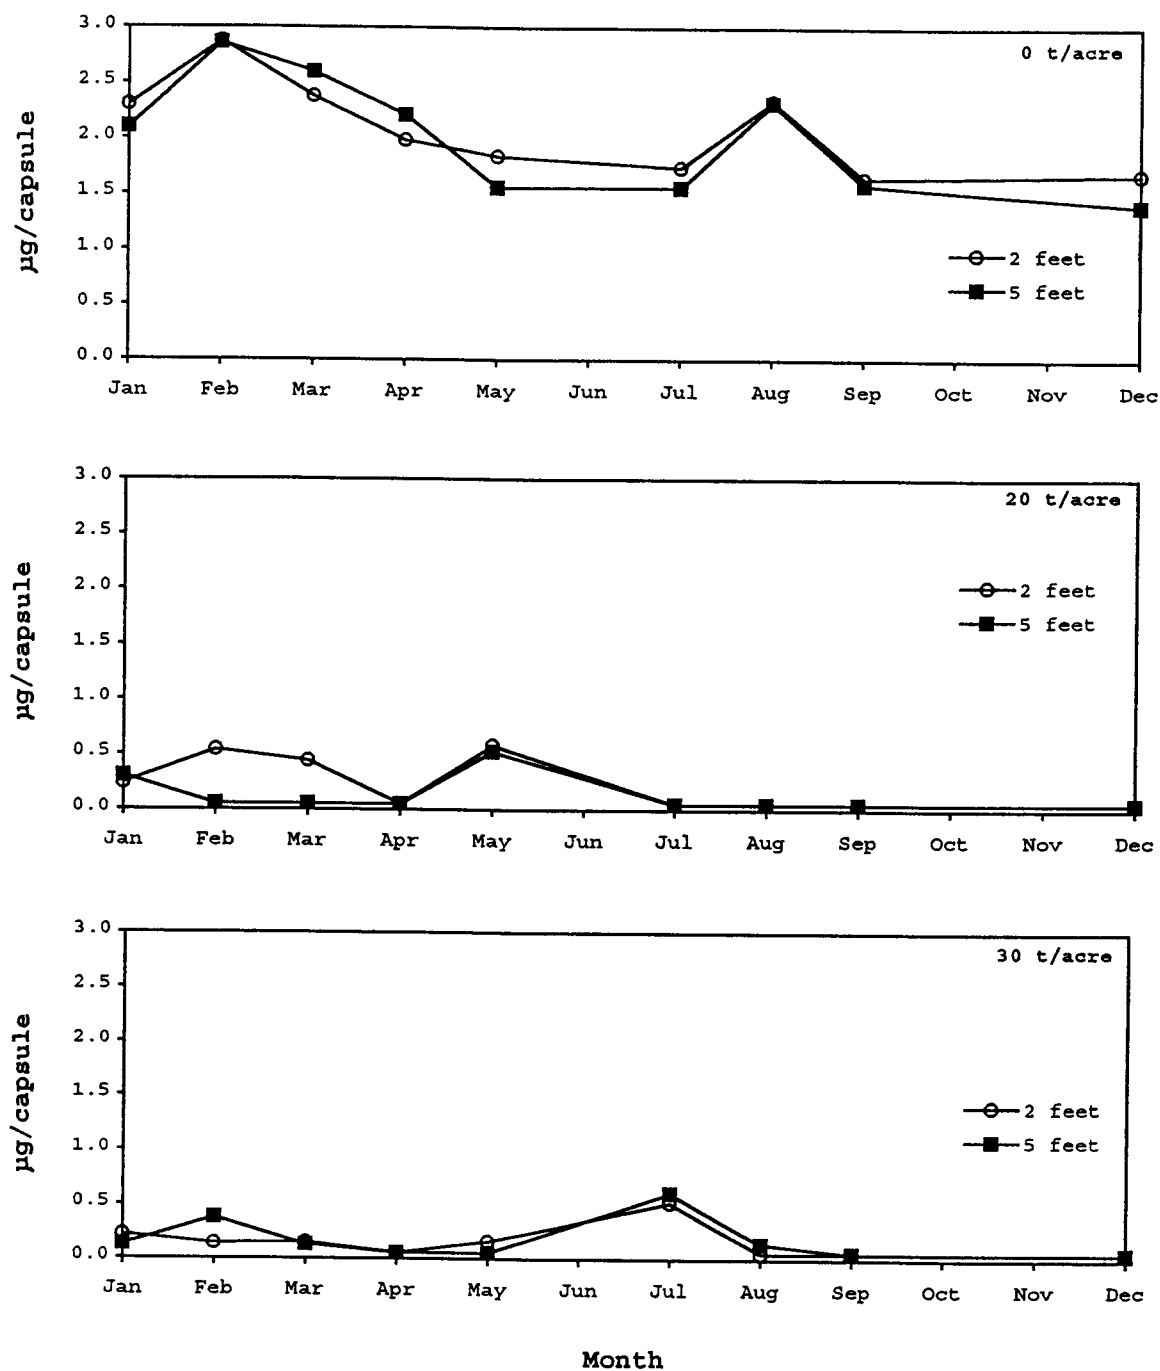 3.0
0 t/acre
2.5
2.0
1.5
1.0
0.5
0.0
µg/capsule
2 feet
5 feet
Jan Feb Mar Apr May Jun Jul Aug Sep Oct Nov Dec
3.0
20 t/acre
2.5
2.0
1.5
1.0
0.5
0.0
µg/capsule
2 feet
5 feet
Jan Feb Mar Apr May Jun Jul Aug Sep Oct Nov Dec
3.0
30 t/acre
2.5
2.0
1.5
1.0
0.5
0.0
µg/capsule
2 feet
5 feet
Jan Feb Mar Apr May Jun Jul Aug Sep Oct Nov Dec
Month